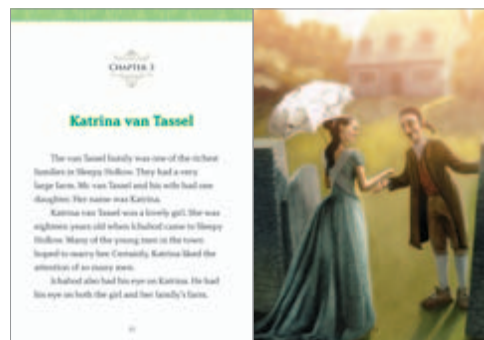 CHAPTER 3
Katrina van Tassel
The van Tassel family was one of the richest
families in Sleepy Hollow. They had a very
large farm. Mr. van Tassel and his wife had one
daughter. Her name was Katrina.
Katrina van Tassel was a lovely girl. She was
eighteen years old when Ichabod came to Sleepy
Hollow. Many of the young men in the town
hoped to marry her. Certainly, Katrina liked the
attention of so many men.
Ichabod also had his eye on Katrina. He had
his eye on both the girl and her family's farm.